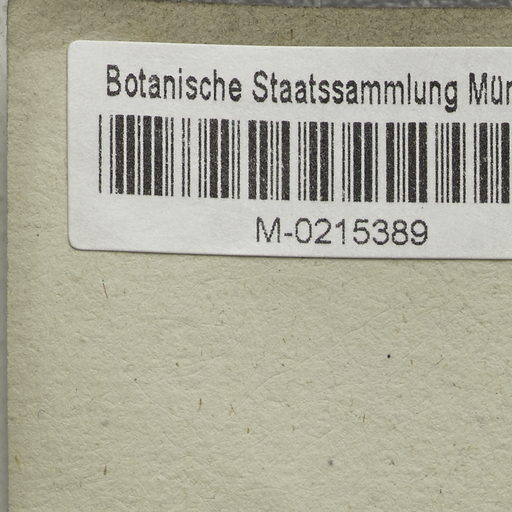 Botanische Staatssammlung Mün
M-0215389